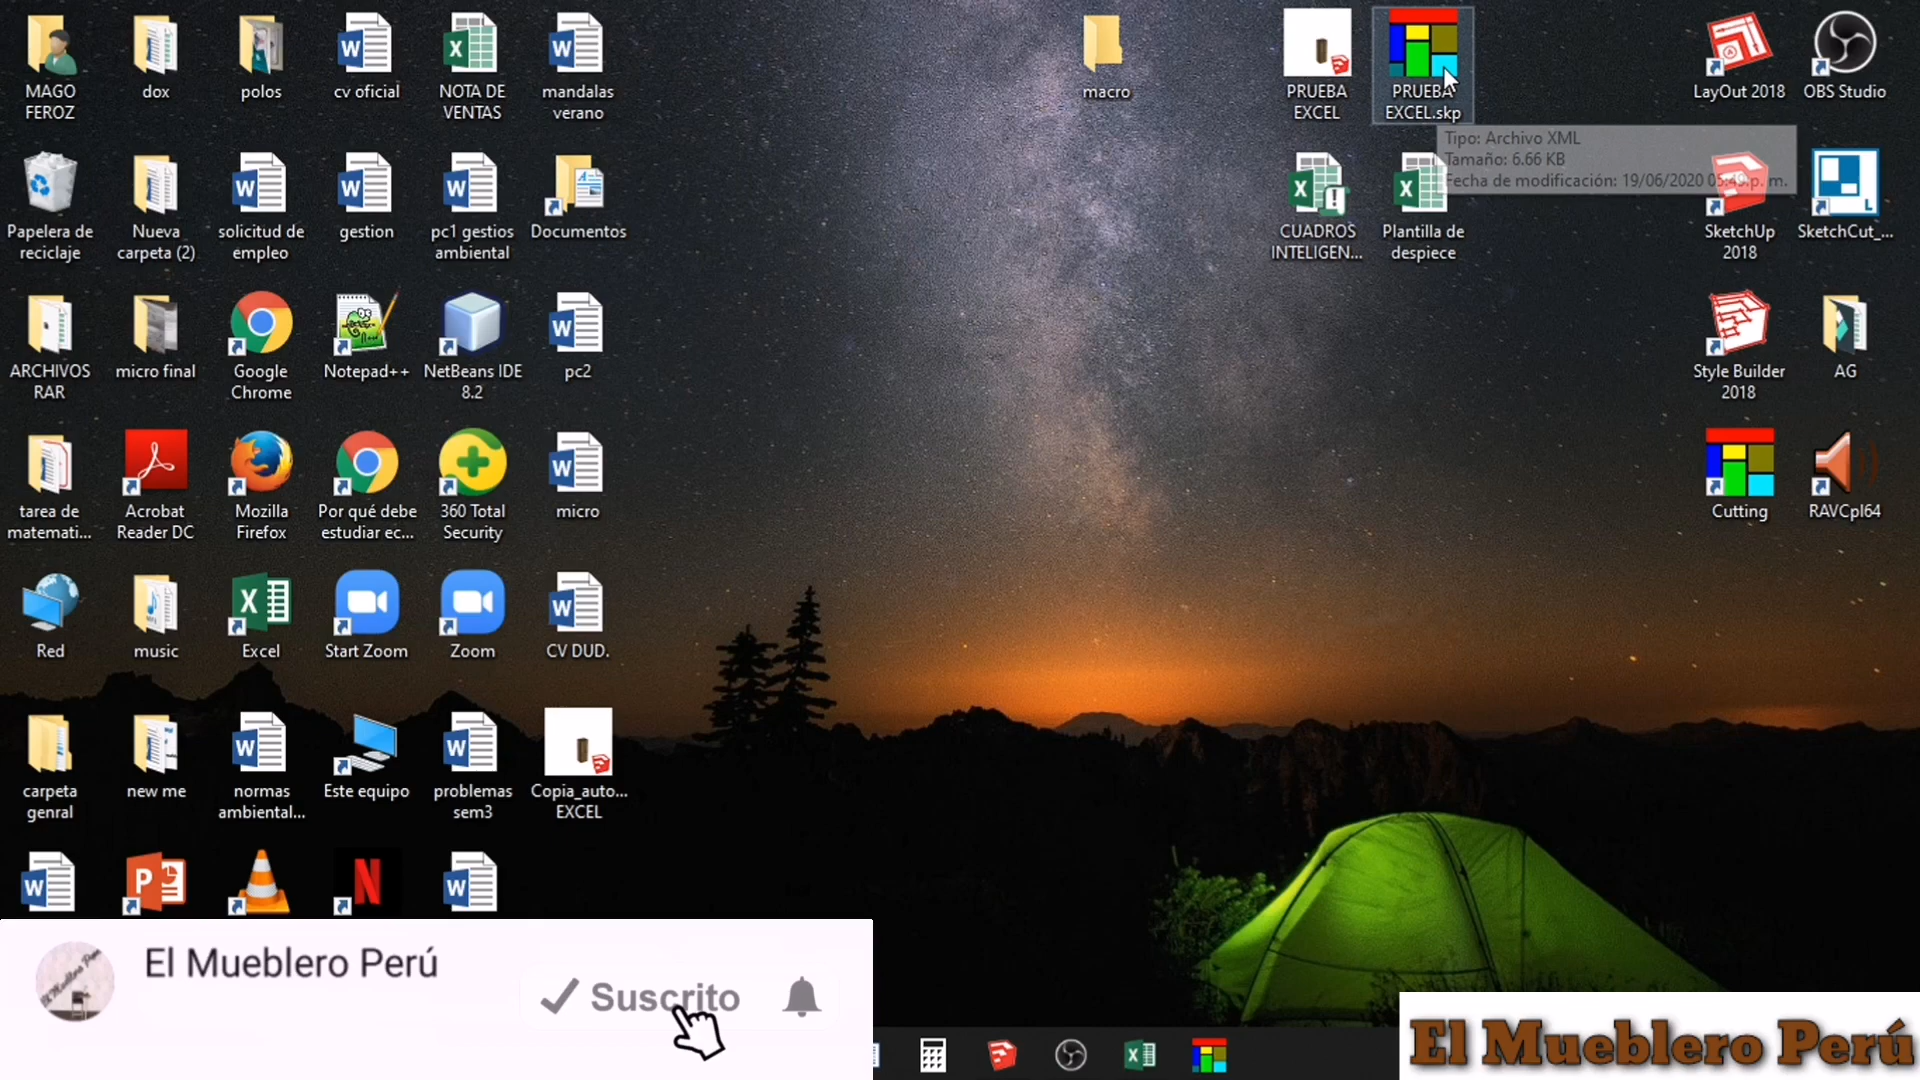 MAGO
FEROZ
dox
polos
cv oficial
NOTA DE
VENTAS
mandalas
verano
macro
PRUEBA
EXCEL
PRUEBA
EXCEL.skp
LayOut 2018
OBS Studio
Tipo: Archivo XML
Tamaño: 6.66 KB
Fecha de modificación: 19/06/2020 05:49 p. m.
Papelera de
reciclaje
Nueva
carpeta (2)
solicitud de
empleo
gestion
pc1 gestios
ambiental
Documentos
CUADROS
INTELIGEN...
Plantilla de
despiece
SketchUp
2018
SketchCut_...
ARCHIVOS
RAR
micro final
Google
Chrome
Notepad++
NetBeans IDE
8.2
pc2
Style Builder
2018
AG
tarea de
matemati...
Acrobat
Reader DC
Mozilla
Firefox
Por qué debe
estudiar ec...
360 Total
Security
micro
Cutting
RAVCpl64
Red
music
Excel
Start Zoom
Zoom
CV DUD.
carpeta
genral
new me
normas
ambiental...
Este equipo
problemas
sem3
Copia_auto...
EXCEL
El Mueblero Perú
Suscrito
El Mueblero Perú